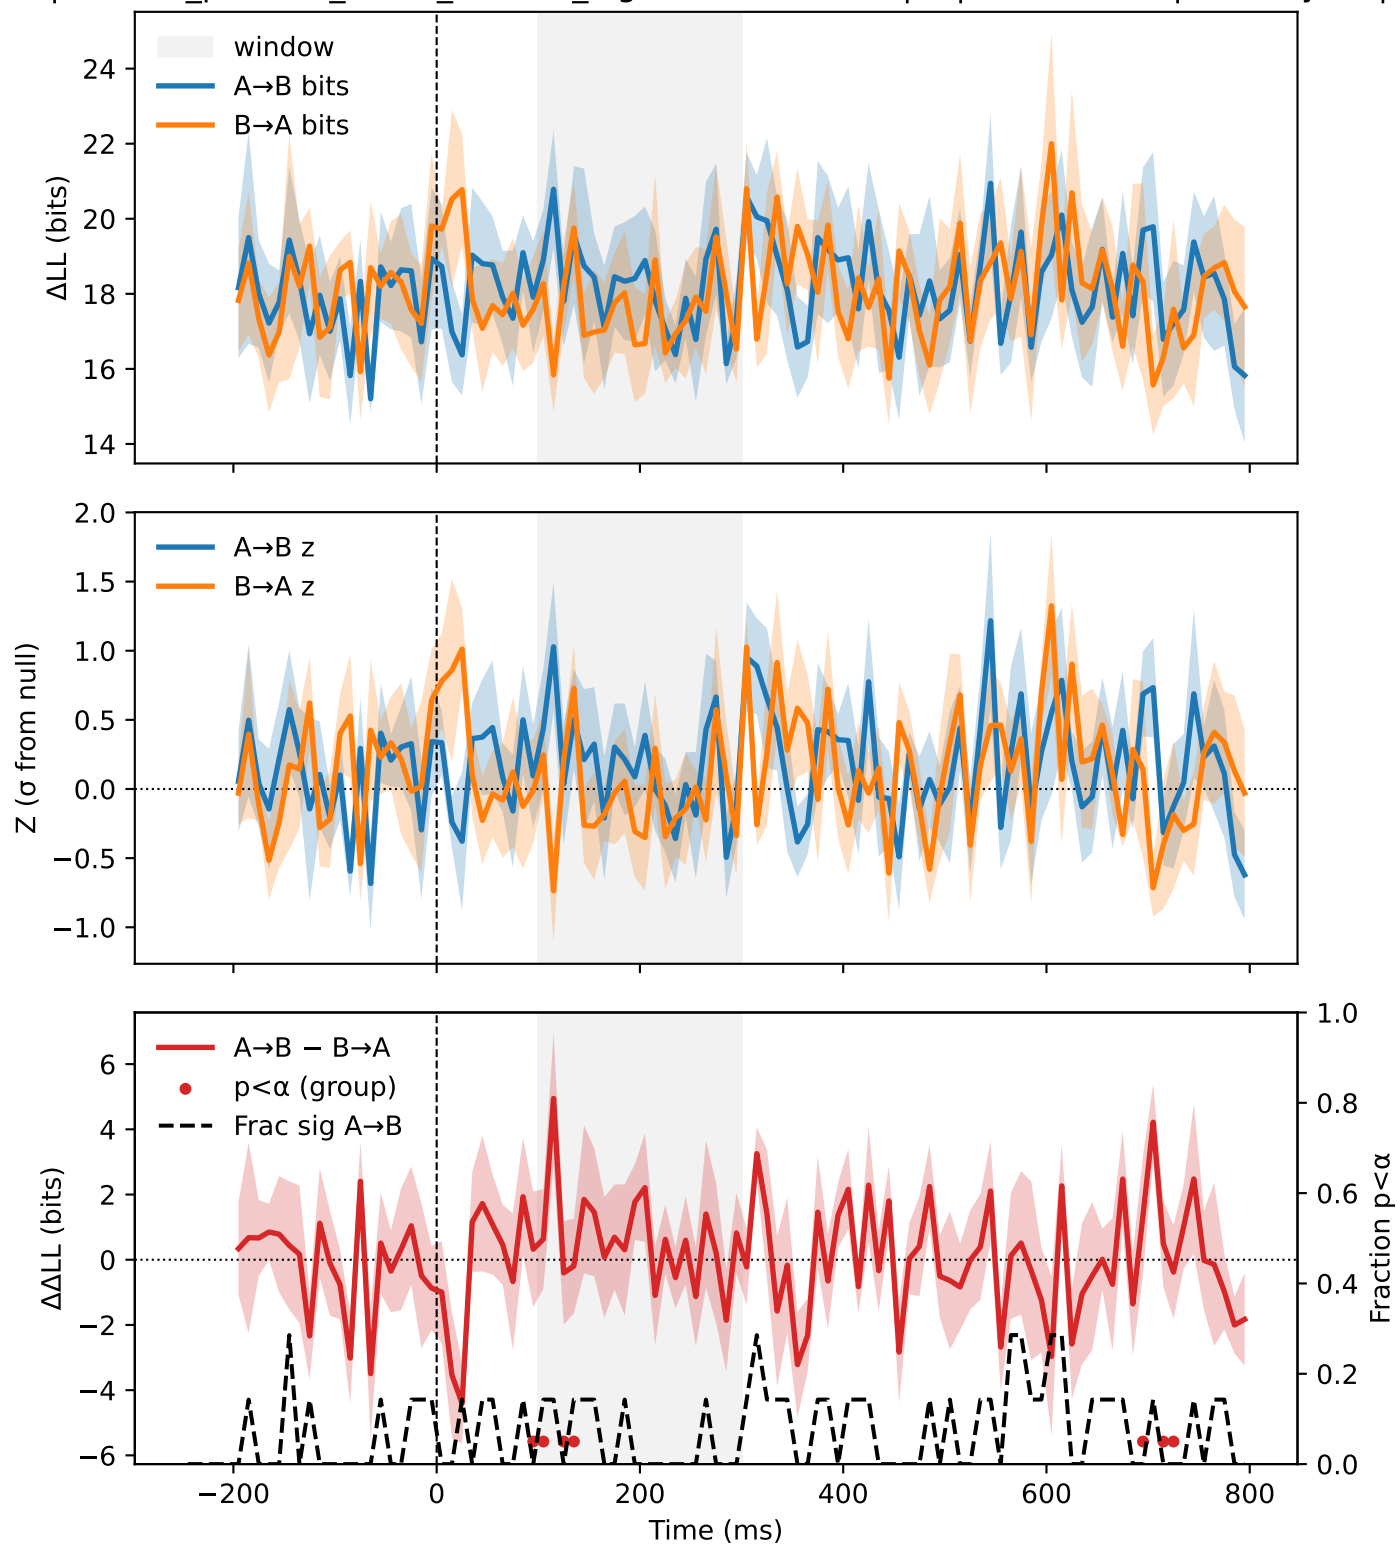 window
A→B bits
B→A bits
24
22
20
18
16
14
ΔLL (bits)
2.0
1.5
1.0
0.5
0.0
−0.5
−1.0
Z (σ from null)
A→B z
B→A z
6
4
2
0
−2
−4
−6
ΔΔLL (bits)
A→B − B→A
p<α (group)
Frac sig A→B
1.0
0.8
0.6
0.4
0.2
0.0
Fraction p<α
−200 0 200 400 600 800
Time (ms)